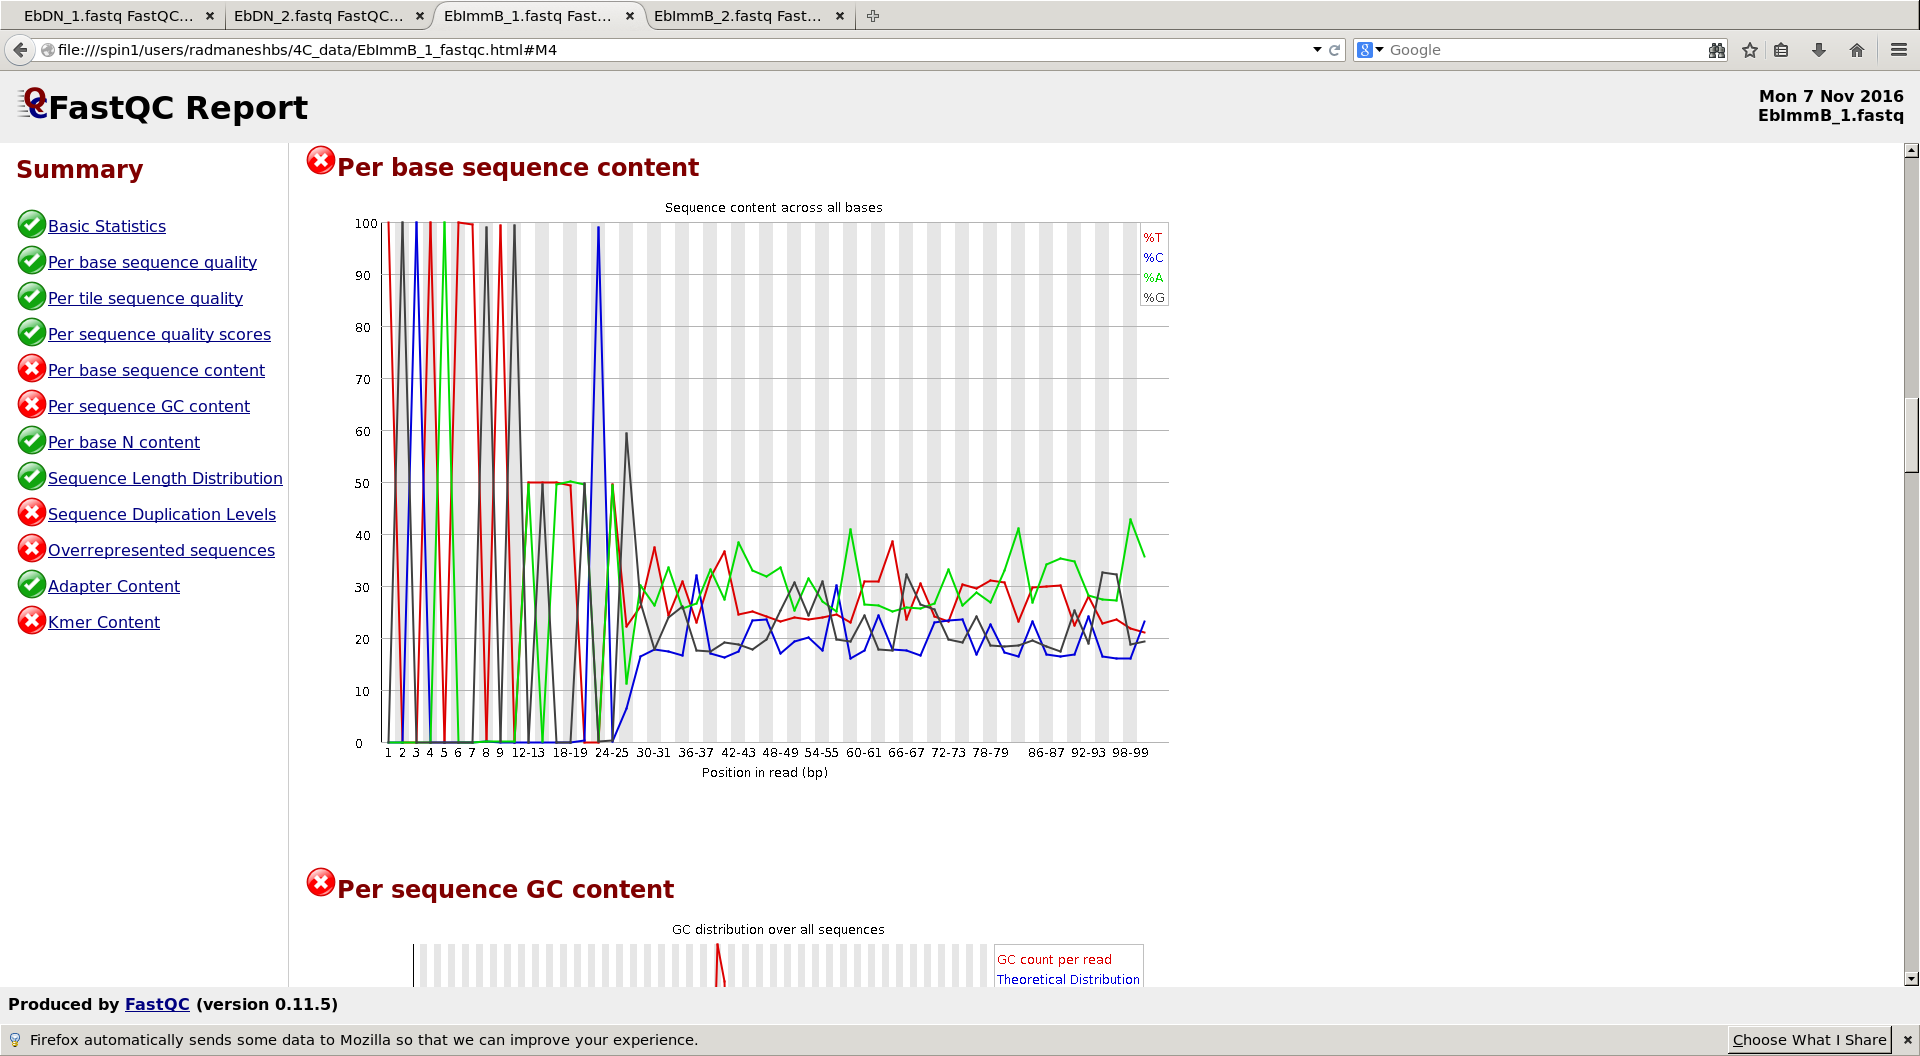 EbDN_1.fastq FastQC...
EbDN_2.fastq FastQC...
EbImmB_1.fastq Fast...
EbImmB_2.fastq Fast...
file:///spin1/users/radmaneshbs/4C_data/EbImmB_1_fastqc.html#M4
Google
FastQC Report
Mon 7 Nov 2016
EbImmB_1.fastq
Summary
Basic Statistics
Per base sequence quality
Per tile sequence quality
Per sequence quality scores
Per base sequence content
Per sequence GC content
Per base N content
Sequence Length Distribution
Sequence Duplication Levels
Overrepresented sequences
Adapter Content
Kmer Content
Per base sequence content
Sequence content across all bases
100
90
80
70
60
50
40
30
20
10
0
%T
%C
%A
%G
1 2 3 4 5 6 7 8 9 12-13 18-19 24-25 30-31 36-37 42-43 48-49 54-55 60-61 66-67 72-73 78-79 86-87 92-93 98-99
Position in read (bp)
Per sequence GC content
GC distribution over all sequences
GC count per read
Theoretical Distribution
Produced by FastQC (version 0.11.5)
Firefox automatically sends some data to Mozilla so that we can improve your experience.
Choose What I Share